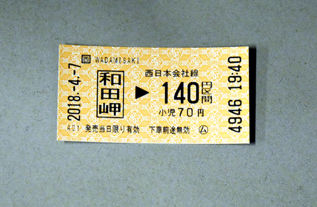 2018.-4.-7
WADAMISAKI
和田岬
西日本会社線
▶ 140円区間
小児70円
401 発売当日限り有効 下車前途無効 ム
4946 19:40